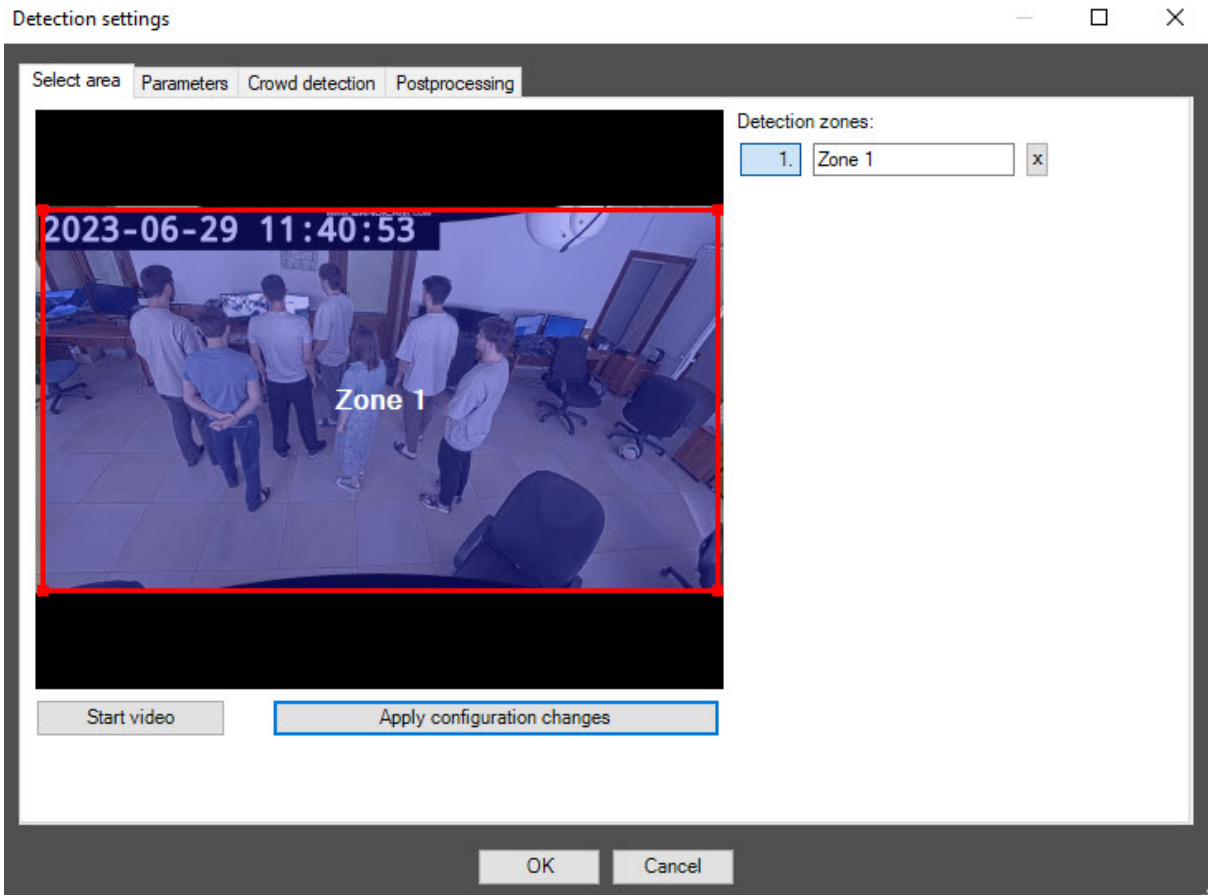 Detection settings
Select area Parameters Crowd detection Postprocessing
Detection zones:
1. Zone 1 x
2023-06-29 11:40:53
Zone 1
Start video Apply configuration changes
OK Cancel